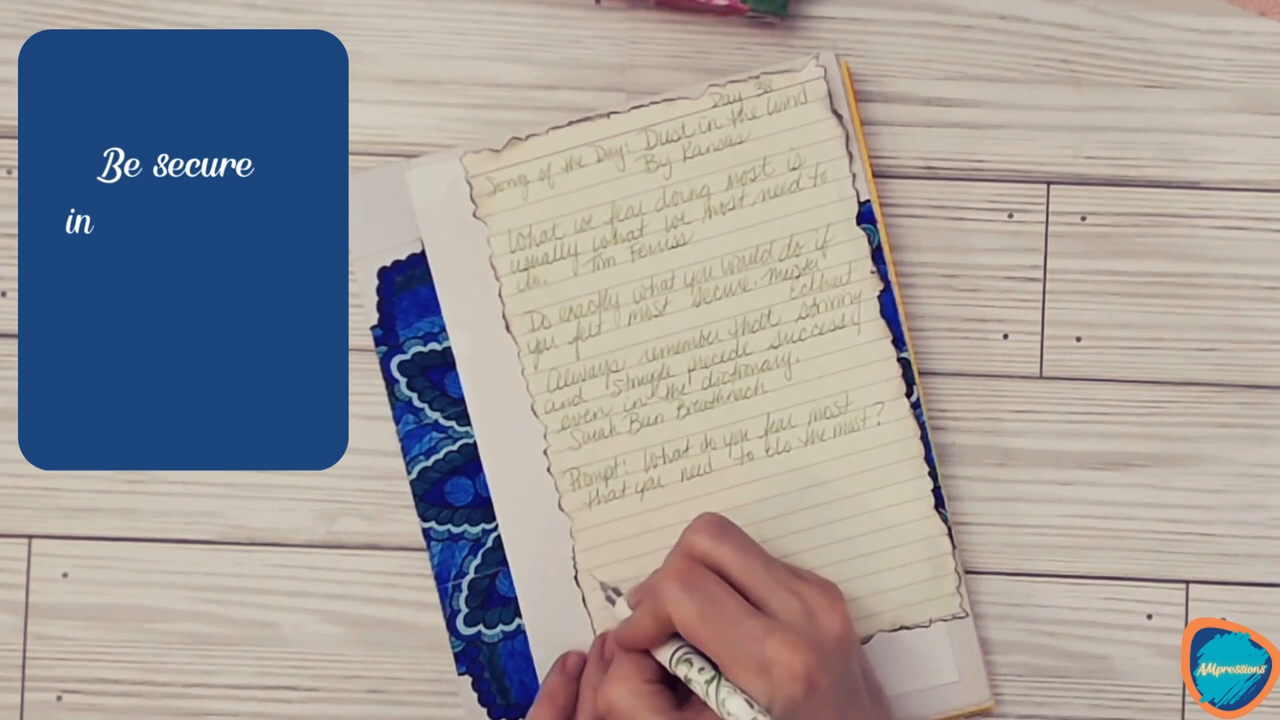 Be secure
in
Day 38
Song of the Day: Dust in the Wind
By Kansas
What we fear doing most is
usually what we most need to
do. Tim Ferriss
Do exactly what you would do if
you felt most secure. Meister
Eckhart
Always remember that striving
and struggle precede success,
even in the dictionary.
Sarah Ban Breathnach
Prompt: What do you fear most
that you need to do the most?
AMpressions